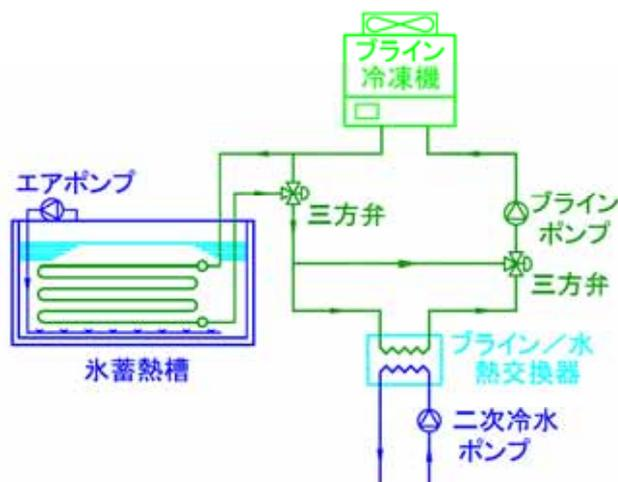 ブライン
冷凍機
エアポンプ
三方弁
ブライン
ポンプ
三方弁
氷蓄熱槽
ブライン／水
熱交換器
二次冷水
ポンプ